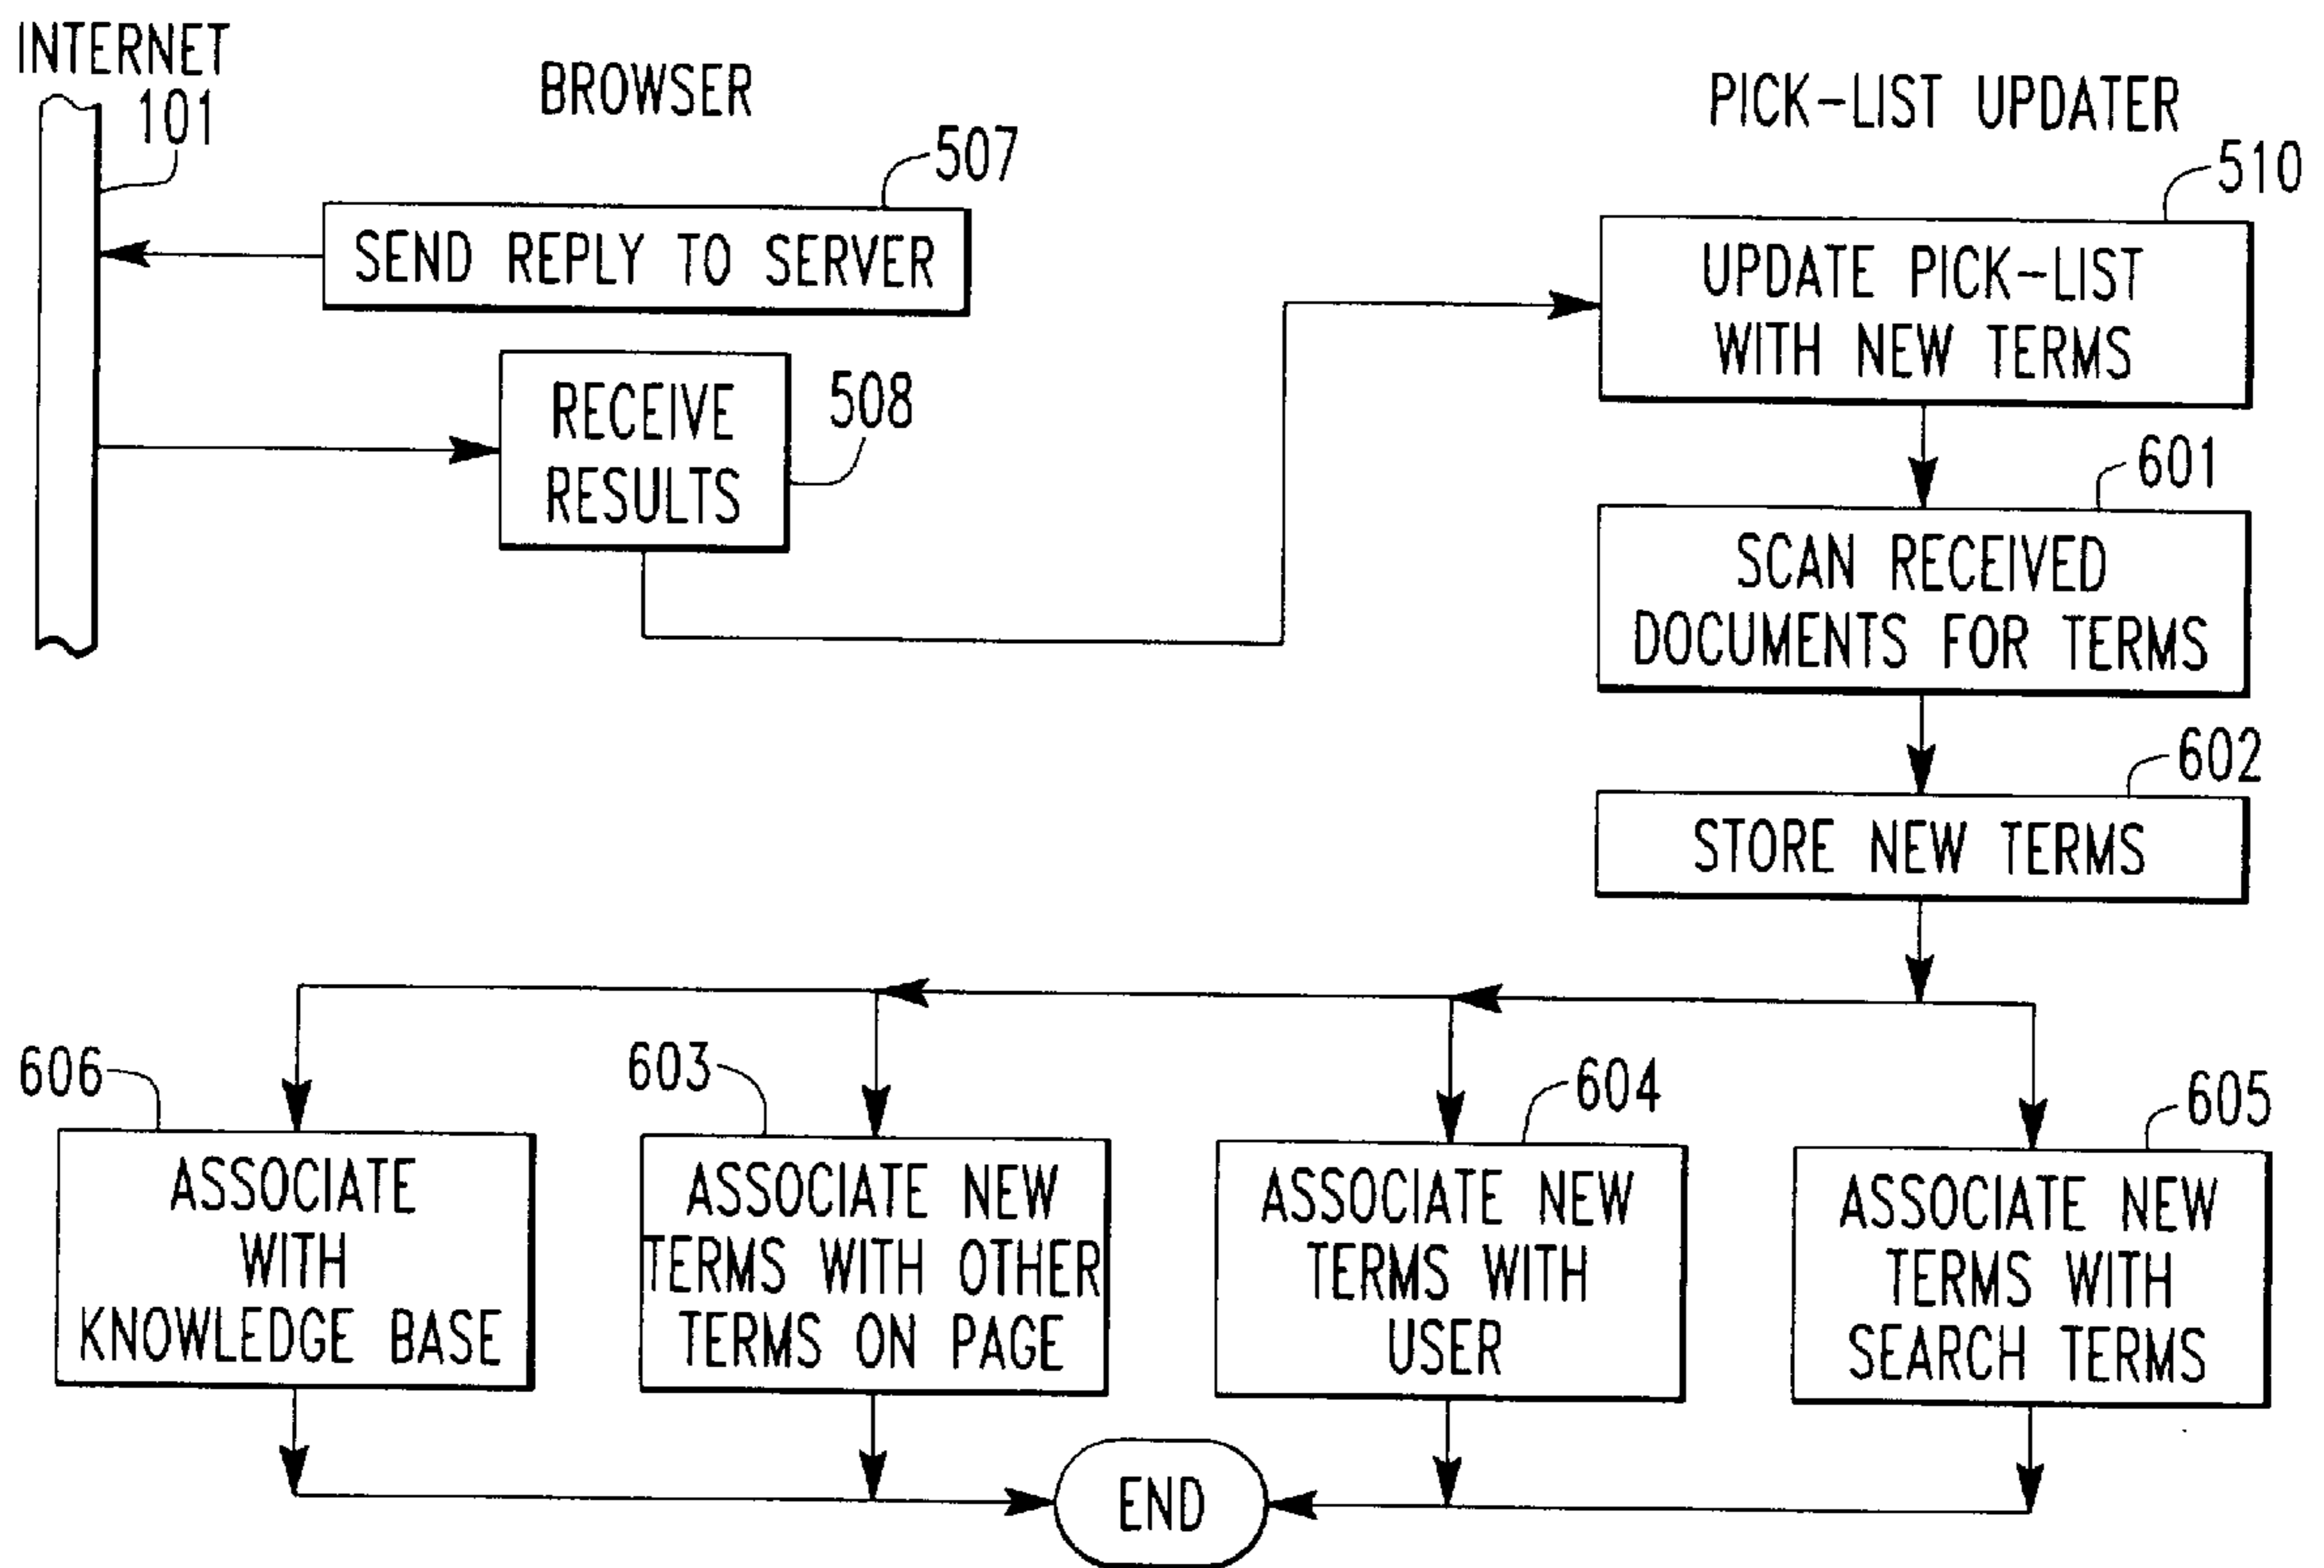 INTERNET
101
BROWSER
PICK-LIST UPDATER
507
SEND REPLY TO SERVER
510
UPDATE PICK-LIST
WITH NEW TERMS
RECEIVE
RESULTS
508
601
SCAN RECEIVED
DOCUMENTS FOR TERMS
602
STORE NEW TERMS
606
ASSOCIATE
WITH
KNOWLEDGE BASE
603
ASSOCIATE NEW
TERMS WITH OTHER
TERMS ON PAGE
604
ASSOCIATE NEW
TERMS WITH
USER
605
ASSOCIATE NEW
TERMS WITH
SEARCH TERMS
END